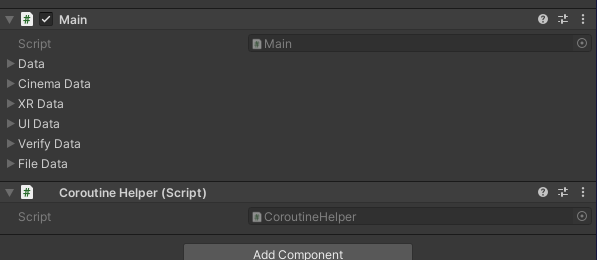 Main
Script Main
Data
Cinema Data
XR Data
UI Data
Verify Data
File Data
Coroutine Helper (Script)
Script CoroutineHelper
Add Component